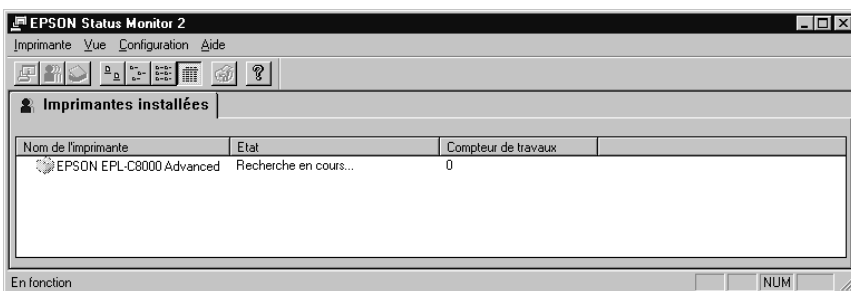 EPSON Status Monitor 2
Imprimante Vue Configuration Aide
Imprimantes installées
Nom de l'imprimante Etat Compteur de travaux
EPSON EPL-C8000 Advanced Recherche en cours... 0
En fonction NUM